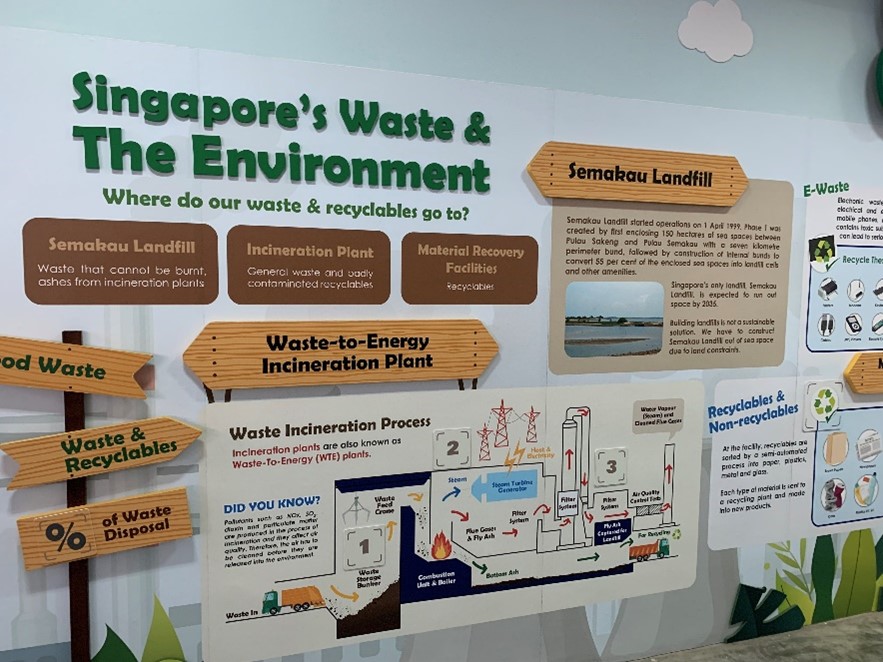 Singapore's Waste &
The Environment
Where do our waste & recyclables go to?
Semakau Landfill
Waste that cannot be burnt,
ashes from incineration plants
Incineration Plant
General waste and badly
contaminated recyclables
Material Recovery
Facilities
Recyclables
Semakau Landfill
Semakau Landfill started operations on 1 April 1999. Phase I was
created by first enclosing 150 hectares of sea spaces between
Pulau Sakeng and Pulau Semakau with a seven kilometre
perimeter bund, followed by construction of internal bunds to
convert 55 per cent of the enclosed sea spaces into landfill cells
and other amenities.
Singapore's only landfill, Semakau
Landfill, is expected to run out
space by 2035.
Building landfills is not a sustainable
solution. We have to construct
Semakau Landfill out of sea space
due to land constraints.
E-Waste
Electronic waste
electrical and
mobile phones,
contains toxic
can lead to
Recycle
Food Waste
Waste &
Recyclables
% of Waste
Disposal
Waste-to-Energy
Incineration Plant
Waste Incineration Process
Incineration plants are also known as
Waste-To-Energy (WTE) plants.
DID YOU KNOW?
Pollutants such as NOx, SO₂
dioxin and particulate matter
are produced in the process of
incineration and they affect air
quality. Therefore, the air has to
be cleaned before they are
released into the environment.
Waste In
Waste
Feed
Crane
1
Waste
Storage
Bunker
2
Steam
Steam Turbine
Generator
Heat &
Electricity
Flue Gases
& Fly Ash
Filter
System
Combustion
Unit & Boiler
Bottom Ash
Filter
System
3
Filter
System
Air Quality
Control Tests
Fly Ash
Captured for
Landfill
For Recycling
Water Vapour
(Steam) and
Cleaned Flue Gases
Recyclables &
Non-recyclables
At the facility, recyclables are
sorted by a semi-automated
process into paper, plastics,
metal and glass.
Each type of material is sent to
a recycling plant and made
into new products.